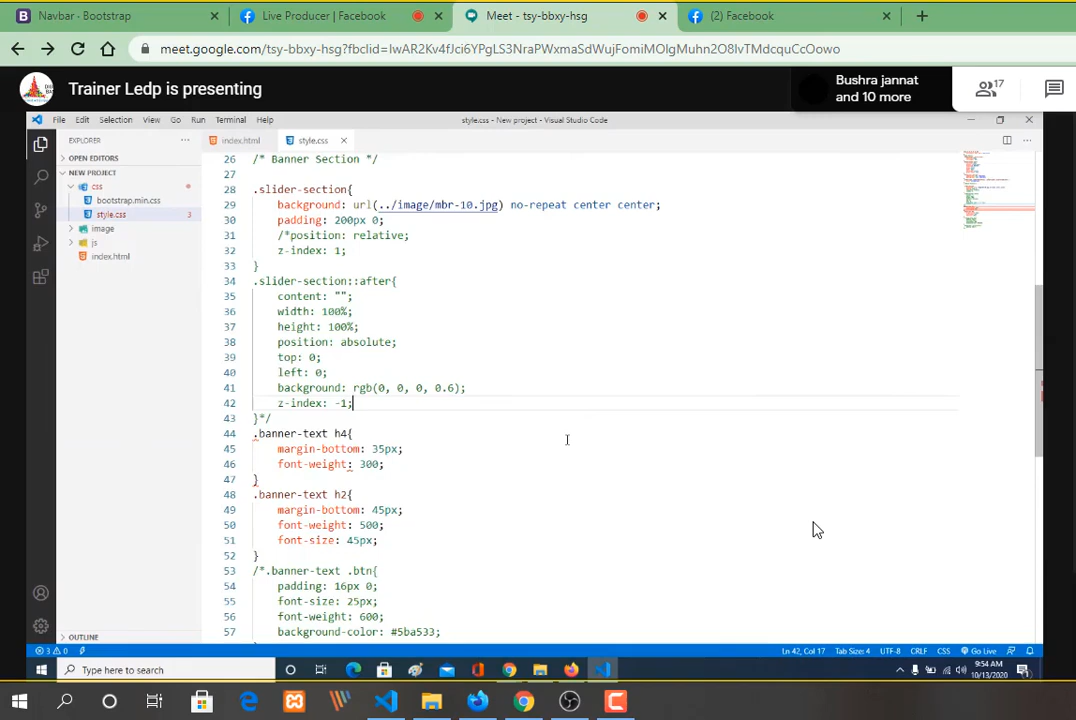 Navbar - Bootstrap
Live Producer | Facebook
Meet - tsy-bbxy-hsg
(2) Facebook
meet.google.com/tsy-bbxy-hsg?fbclid=IwAR2Kv4fJci6YPgLS3NraPWxmaSdWujFomiMOlgMuhn2O8IvTMdcquCcOowo
Trainer Ledp is presenting
Bushra jannat
and 10 more
17
File Edit Selection View Go Run Terminal Help
style.css - New project - Visual Studio Code
EXPLORER
index.html
style.css
OPEN EDITORS
NEW PROJECT
css
bootstrap.min.css
style.css 3
image
js
index.html
OUTLINE
26 /* Banner Section */
27
28 .slider-section{
29 background: url(../image/mbr-10.jpg) no-repeat center center;
30 padding: 200px 0;
31 /*position: relative;
32 z-index: 1;
33 }
34 .slider-section::after{
35 content: "";
36 width: 100%;
37 height: 100%;
38 position: absolute;
39 top: 0;
40 left: 0;
41 background: rgb(0, 0, 0, 0.6);
42 z-index: -1;
43 }*/
44 .banner-text h4{
45 margin-bottom: 35px;
46 font-weight: 300;
47 }
48 .banner-text h2{
49 margin-bottom: 45px;
50 font-weight: 500;
51 font-size: 45px;
52 }
53 /*.banner-text .btn{
54 padding: 16px 0;
55 font-size: 25px;
56 font-weight: 600;
57 background-color: #5ba533;
3 0
Ln 42, Col 17 Tab Size: 4 UTF-8 CRLF CSS Go Live
Type here to search
9:54 AM
10/13/2020